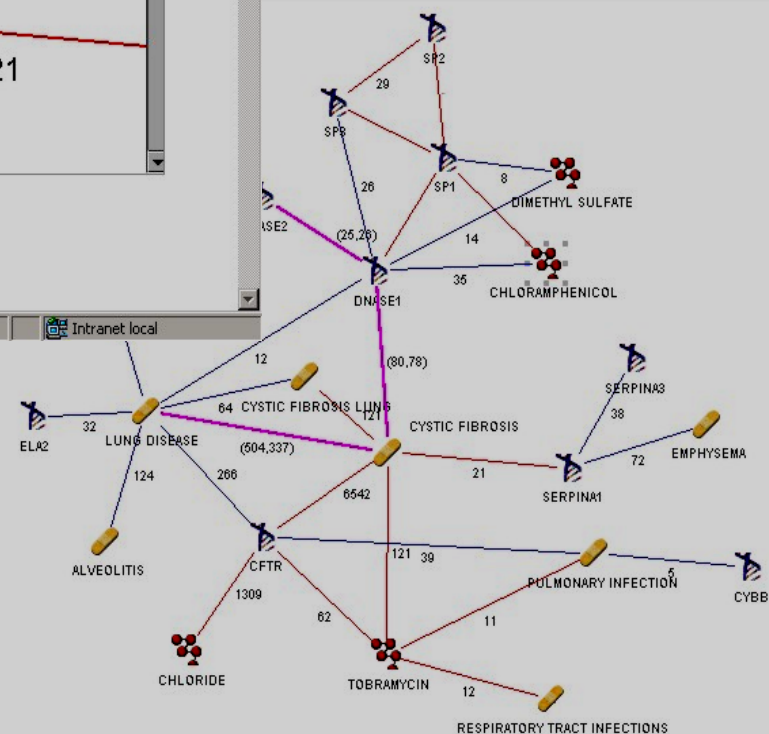 21
SP2
29
SP3
SP1
8
DIMETHYL SULFATE
26
ASE2
(25,23)
14
35
CHLORAMPHENICOL
DNASE1
Intranet local
12
(80,78)
SERPINA3
64
CYSTIC FIBROSIS LUNG
121
38
CYSTIC FIBROSIS
ELA2
32
LUNG DISEASE
(504,337)
EMPHYSEMA
72
21
SERPINA1
124
266
6542
ALVEOLITIS
CFTR
121
39
PULMONARY INFECTION
5
CYBB
1309
62
11
CHLORIDE
TOBRAMYCIN
12
RESPIRATORY TRACT INFECTIONS